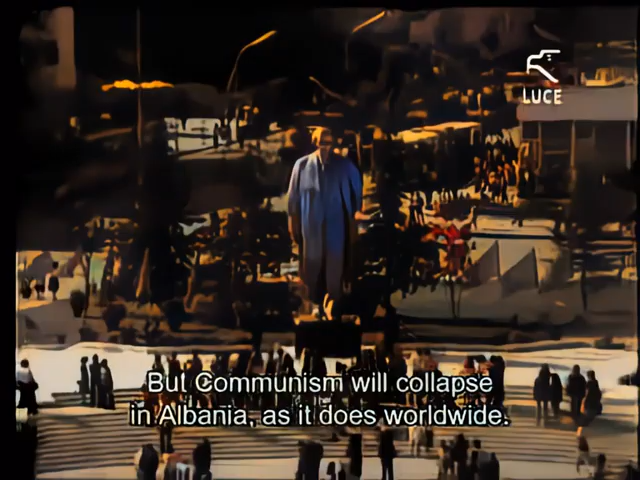 LUCE
But Communism will collapse
in Albania, as it does worldwide.